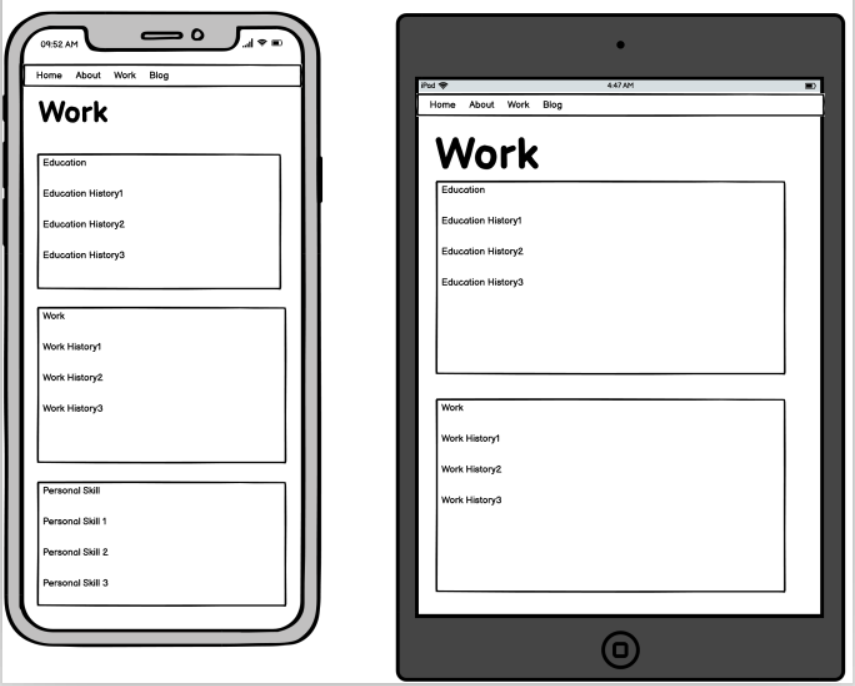 09:52 AM
Home About Work Blog
Work
Education
Education History1
Education History2
Education History3
Work
Work History1
Work History2
Work History3
Personal Skill
Personal Skill 1
Personal Skill 2
Personal Skill 3
iPad 4:47 AM
Home About Work Blog
Work
Education
Education History1
Education History2
Education History3
Work
Work History1
Work History2
Work History3